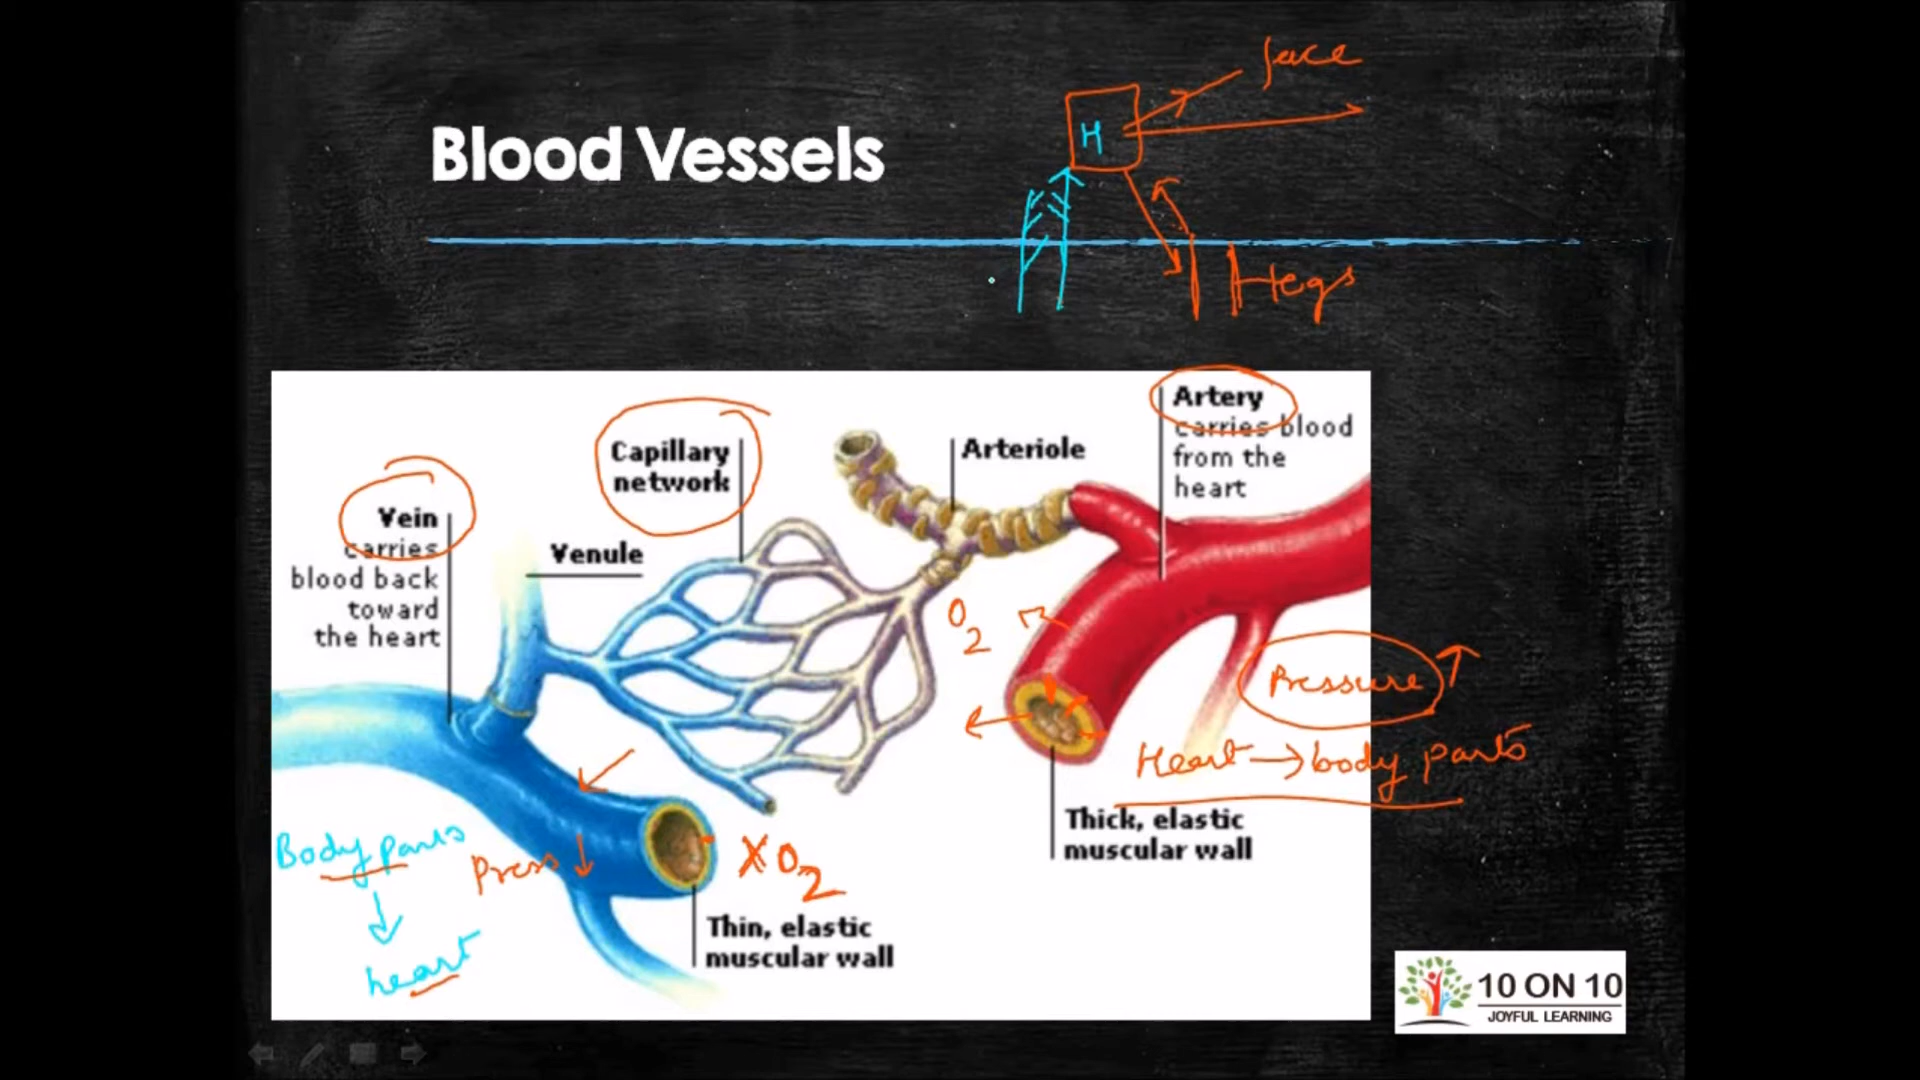 face
H
Blood Vessels
legs
Artery
carries blood
from the
heart
Arteriole
Capillary
network
Vein
carries
blood back
toward
the heart
Venule
O2
Pressure ↑
Heart → body parts
Thick, elastic
muscular wall
Body parts
↓
heart
Press ↓
X O2
Thin, elastic
muscular wall
10 ON 10
JOYFUL LEARNING